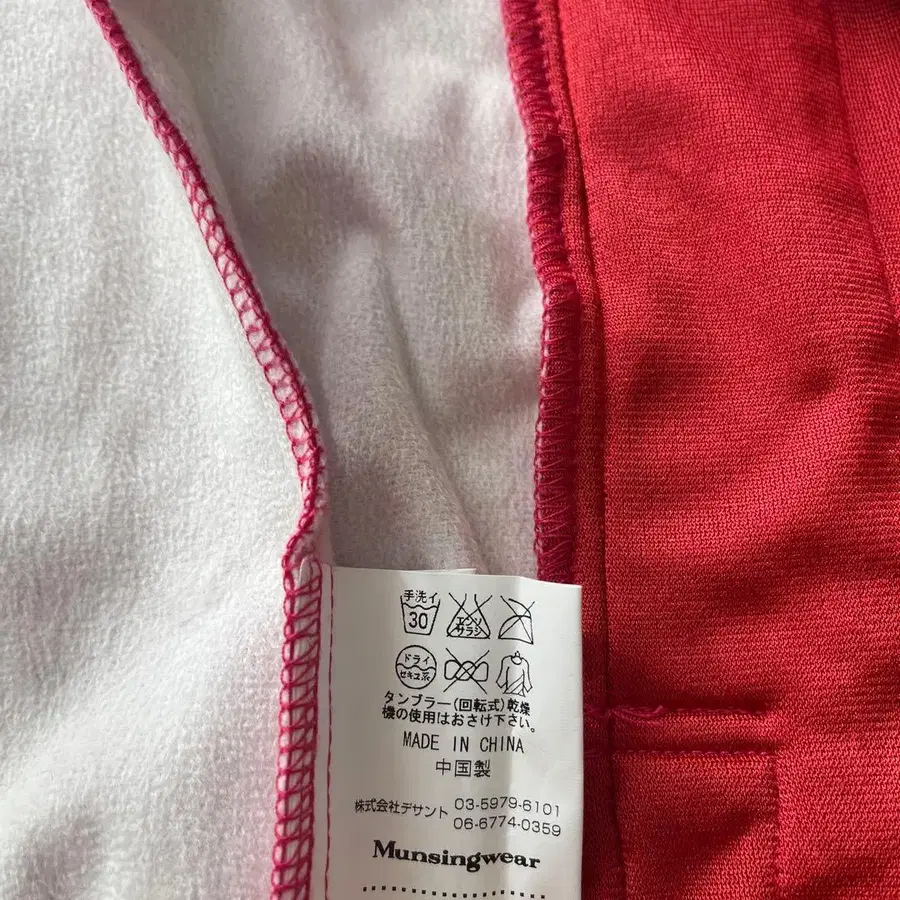 手洗イ
30
エンソ
サラシ
ドライ
セキユ系
タンブラー(回転式)乾燥
機の使用はおさけ下さい。
MADE IN CHINA
中国製
株式会社デサント 03-5979-6101
06-6774-0359
Munsingwear